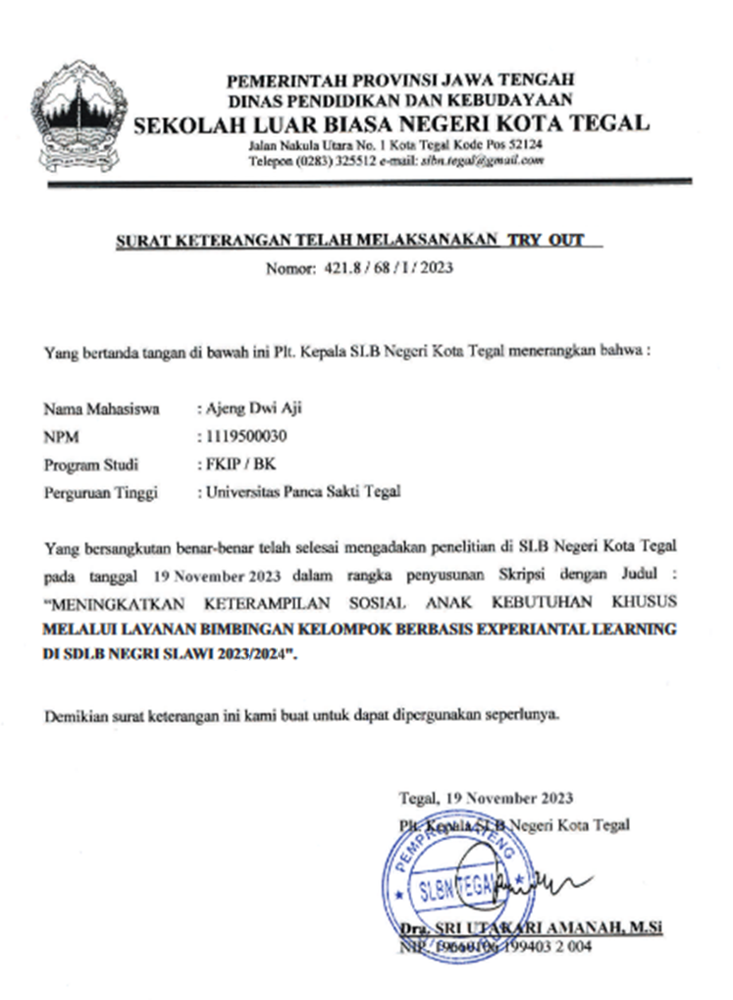 PEMERINTAH PROVINSI JAWA TENGAH
DINAS PENDIDIKAN DAN KEBUDAYAAN
SEKOLAH LUAR BIASA NEGERI KOTA TEGAL
Jalan Nakula Utara No. 1 Kota Tegal Kode Pos 52124
Telepon (0283) 325512 e-mail: slbn.tegal@gmail.com
SURAT KETERANGAN TELAH MELAKSANAKAN TRY OUT
Nomor: 421.8 / 68 / I / 2023
Yang bertanda tangan di bawah ini Plt. Kepala SLB Negeri Kota Tegal menerangkan bahwa :
Nama Mahasiswa : Ajeng Dwi Aji
NPM : 1119500030
Program Studi : FKIP / BK
Perguruan Tinggi : Universitas Panca Sakti Tegal
Yang bersangkutan benar-benar telah selesai mengadakan penelitian di SLB Negeri Kota Tegal
pada tanggal 19 November 2023 dalam rangka penyusunan Skripsi dengan Judul :
“MENINGKATKAN KETERAMPILAN SOSIAL ANAK KEBUTUHAN KHUSUS
MELALUI LAYANAN BIMBINGAN KELOMPOK BERBASIS EXPERIANTAL LEARNING
DI SDLB NEGRI SLAWI 2023/2024".
Demikian surat keterangan ini kami buat untuk dapat dipergunakan seperlunya.
Tegal, 19 November 2023
Plt. Kepala SLB Negeri Kota Tegal
PEMPROV JATENG
SLBN TEGAL
Dra. SRI UTAKARI AMANAH, M.Si
NIP. 19660106 199403 2 004